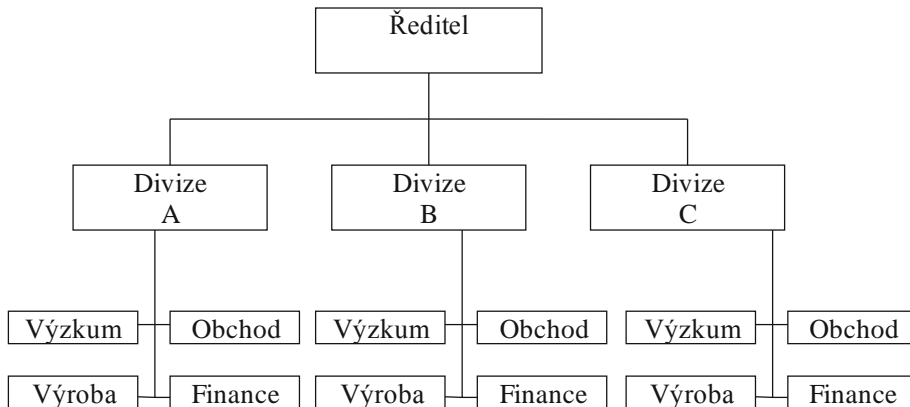 Ředitel
Divize
A
Divize
B
Divize
C
Výzkum
Obchod
Výzkum
Obchod
Výzkum
Obchod
Výroba
Finance
Výroba
Finance
Výroba
Finance